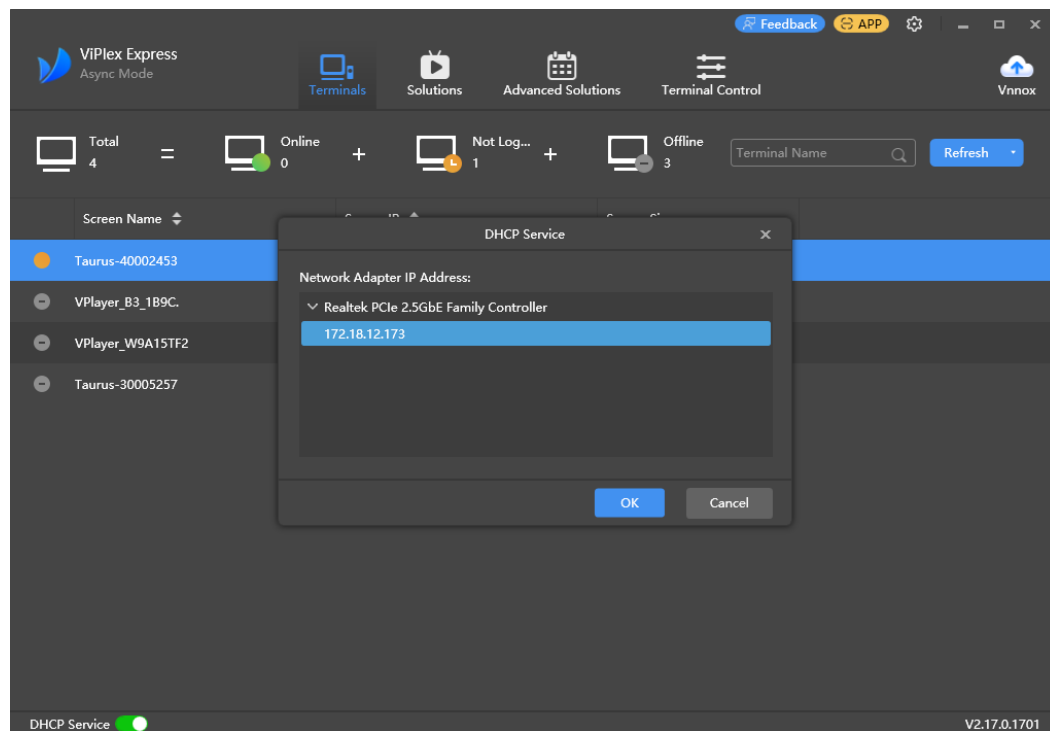 Feedback APP
ViPlex Express
Async Mode
Terminals Solutions Advanced Solutions Terminal Control Vnnox
Total Online Not Log... Offline
4 = 0 + 1 + 3 Terminal Name Refresh
Screen Name
DHCP Service
Network Adapter IP Address:
Taurus-40002453
VPlayer_B3_1B9C.
VPlayer_W9A15TF2
Taurus-30005257
Realtek PCIe 2.5GbE Family Controller
172.18.12.173
OK Cancel
DHCP Service V2.17.0.1701